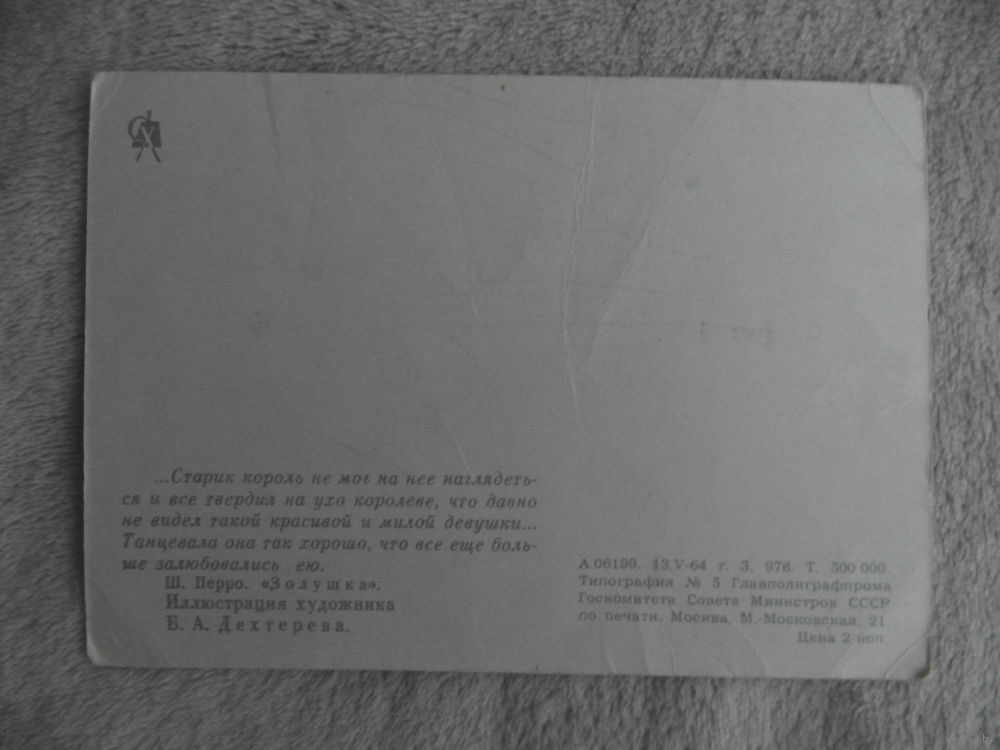 ...Старик король не мог на нее наглядеть-
ся и все твердил на ухо королеве, что давно
не видел такой красивой и милой девушки...
Танцевала она так хорошо, что все еще боль-
ше залюбовались ею.
Ш. Перро. «Золушка».
Иллюстрация художника
Б. А. Дехтерева.
А 06199. 13.V-64 г. З. 978. Т. 500 000.
Типография № 5 Главполиграфпрома
Госкомитета Совета Министров СССР
по печати. Москва, М.-Московская, 21.
Цена 2 коп.